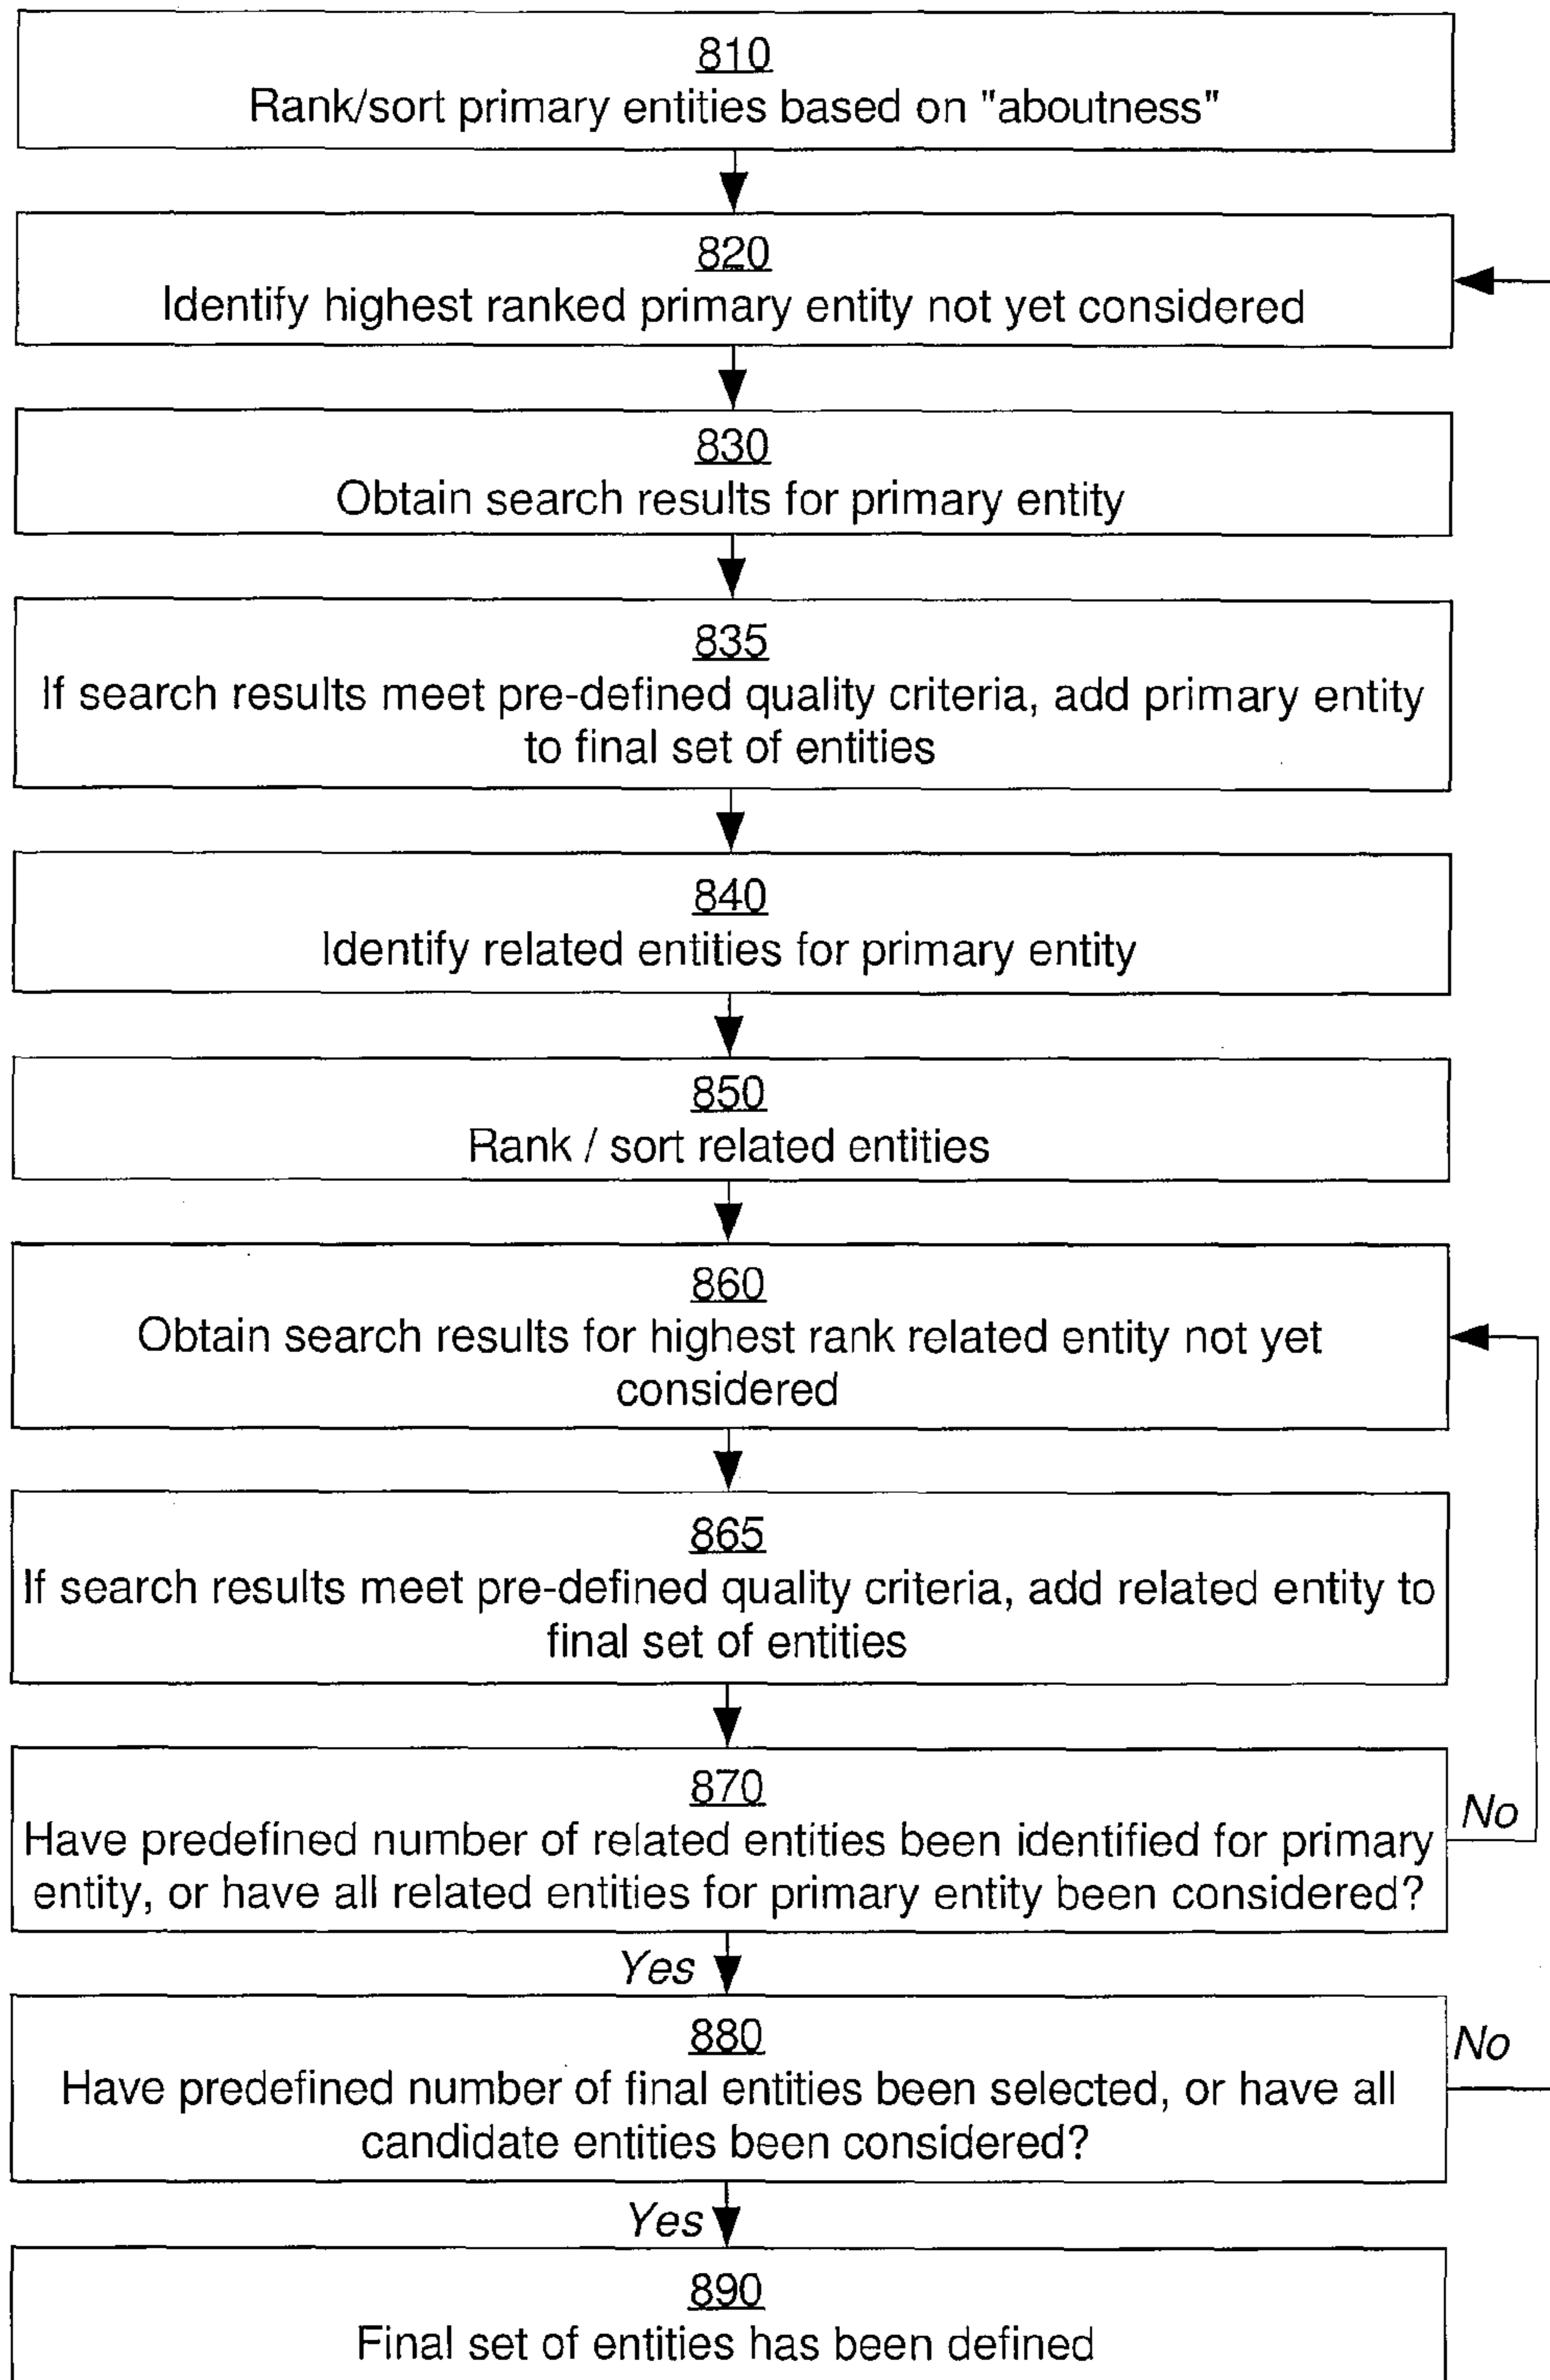 810
Rank/sort primary entities based on "aboutness"
820
Identify highest ranked primary entity not yet considered
830
Obtain search results for primary entity
835
If search results meet pre-defined quality criteria, add primary entity
to final set of entities
840
Identify related entities for primary entity
850
Rank / sort related entities
860
Obtain search results for highest rank related entity not yet
considered
865
If search results meet pre-defined quality criteria, add related entity to
final set of entities
870
Have predefined number of related entities been identified for primary
entity, or have all related entities for primary entity been considered?
No
Yes
880
Have predefined number of final entities been selected, or have all
candidate entities been considered?
No
Yes
890
Final set of entities has been defined